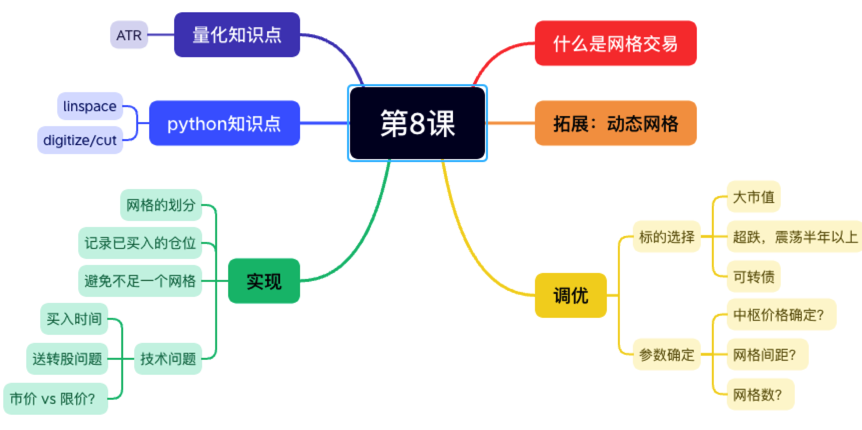 第8课
什么是网格交易
拓展：动态网格
调优
标的选择
大市值
超跌，震荡半年以上
可转债
参数确定
中枢价格确定？
网格间距？
网格数？
量化知识点
ATR
python知识点
linspace
digitize/cut
实现
网格的划分
记录已买入的仓位
避免不足一个网格
技术问题
买入时间
送转股问题
市价 vs 限价？